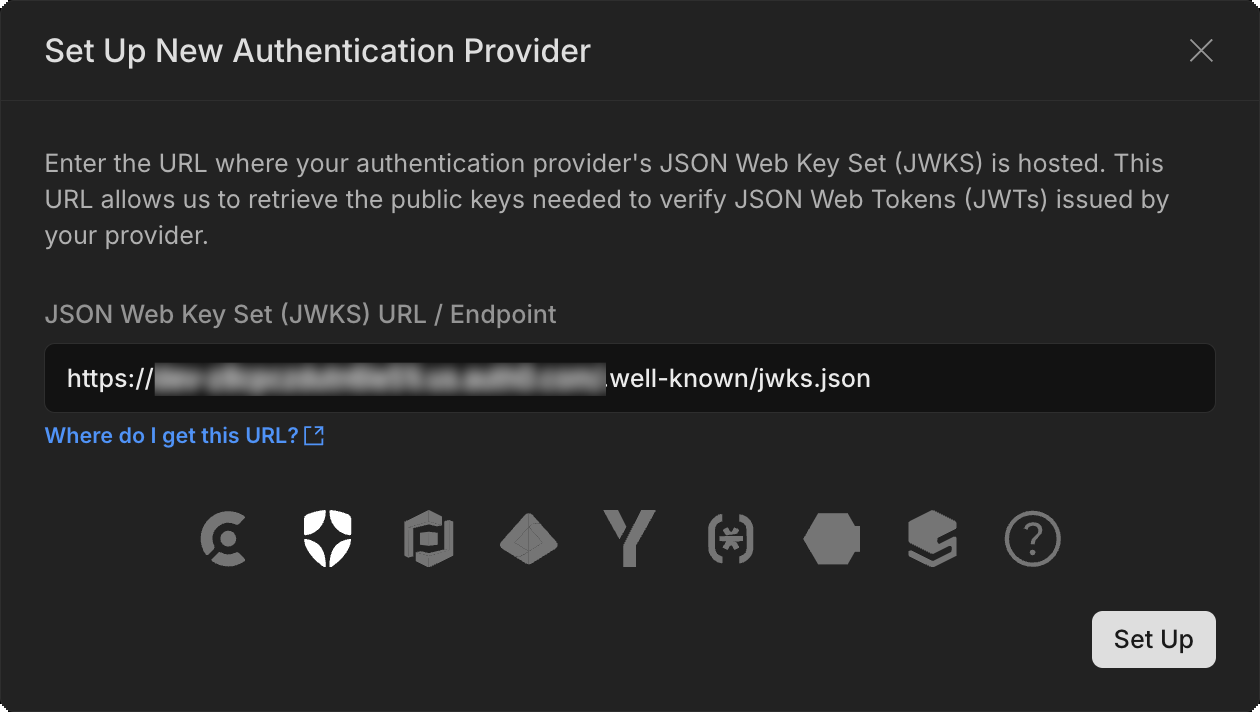 Set Up New Authentication Provider
Enter the URL where your authentication provider's JSON Web Key Set (JWKS) is hosted. This
URL allows us to retrieve the public keys needed to verify JSON Web Tokens (JWTs) issued by
your provider.
JSON Web Key Set (JWKS) URL / Endpoint
https:// .well-known/jwks.json
Where do I get this URL?
Set Up